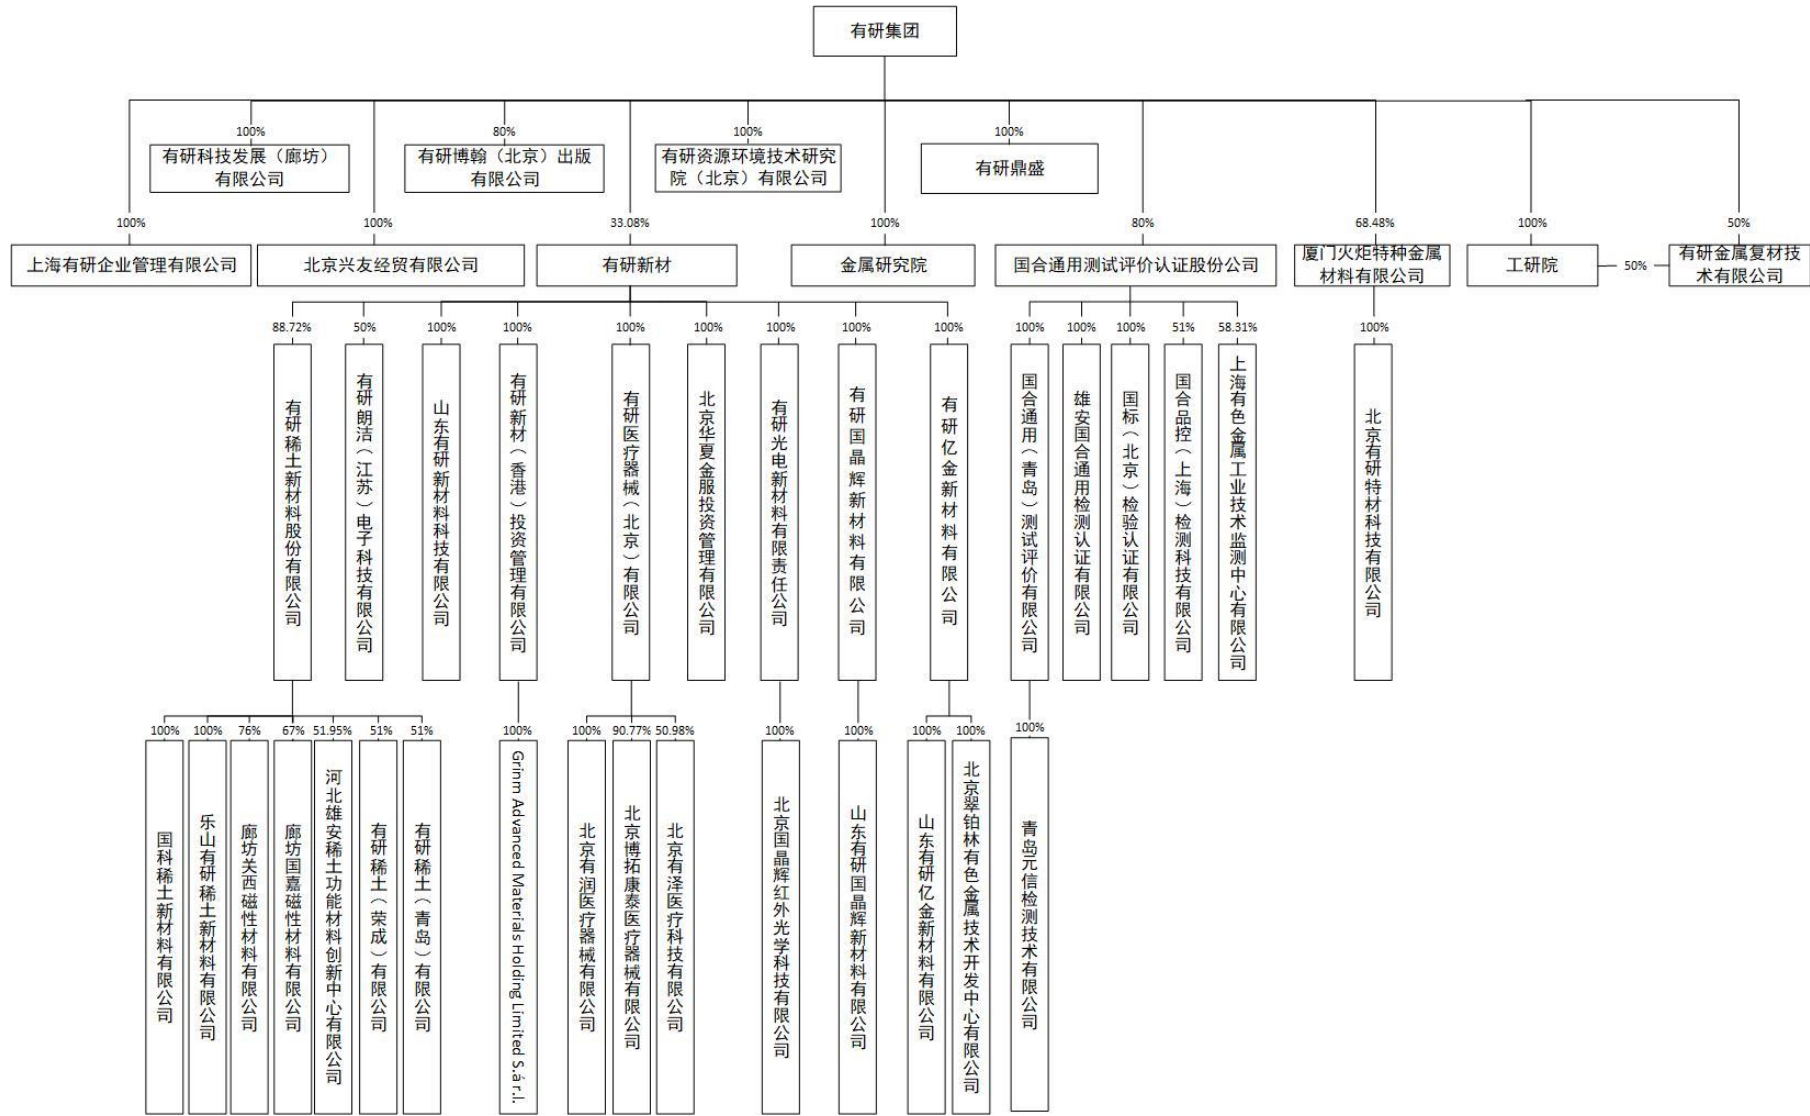 有研集团
100%
80%
100%
100%
有研科技发展（廊坊）
有限公司
有研博翰（北京）出版
有限公司
有研资源环境技术研究
院（北京）有限公司
有研鼎盛
100%
100%
33.08%
100%
80%
68.48%
100%
50%
上海有研企业管理有限公司
北京兴友经贸有限公司
有研新材
金属研究院
国合通用测试评价认证股份公司
厦门火炬特种金属
材料有限公司
工研院
50%
有研金属复材技
术有限公司
88.72%
50%
100%
100%
100%
100%
100%
100%
100%
100%
100%
100%
51%
58.31%
100%
有研稀土新材料股份有限公司
有研朗洁（江苏）电子科技有限公司
山东有研新材料科技有限公司
有研新材（香港）投资管理有限公司
有研医疗器械（北京）有限公司
北京华夏金服投资管理有限公司
有研光电新材料有限责任公司
有研国晶辉新材料有限公司
有研亿金新材料有限公司
国合通用（青岛）测试评价有限公司
雄安国合通用检测认证有限公司
国标（北京）检验认证有限公司
国合品控（上海）检测科技有限公司
上海有色金属工业技术监测中心有限公司
北京有研特材科技有限公司
100%
100%
76%
67%
51.95%
51%
51%
100%
100%
90.77%
50.98%
100%
100%
100%
100%
100%
国科稀土新材料有限公司
乐山有研稀土新材料有限公司
廊坊关西磁性材料有限公司
廊坊国嘉磁性材料有限公司
河北雄安稀土功能材料创新中心有限公司
有研稀土（荣成）有限公司
有研稀土（青岛）有限公司
Grinm Advanced Materials Holding Limited S.à r.l.
北京有润医疗器械有限公司
北京博拓康泰医疗器械有限公司
北京有泽医疗科技有限公司
北京国晶辉红外光学科技有限公司
山东有研国晶辉新材料有限公司
山东有研亿金新材料有限公司
北京翠铂林有色金属技术开发中心有限公司
青岛元信检测技术有限公司